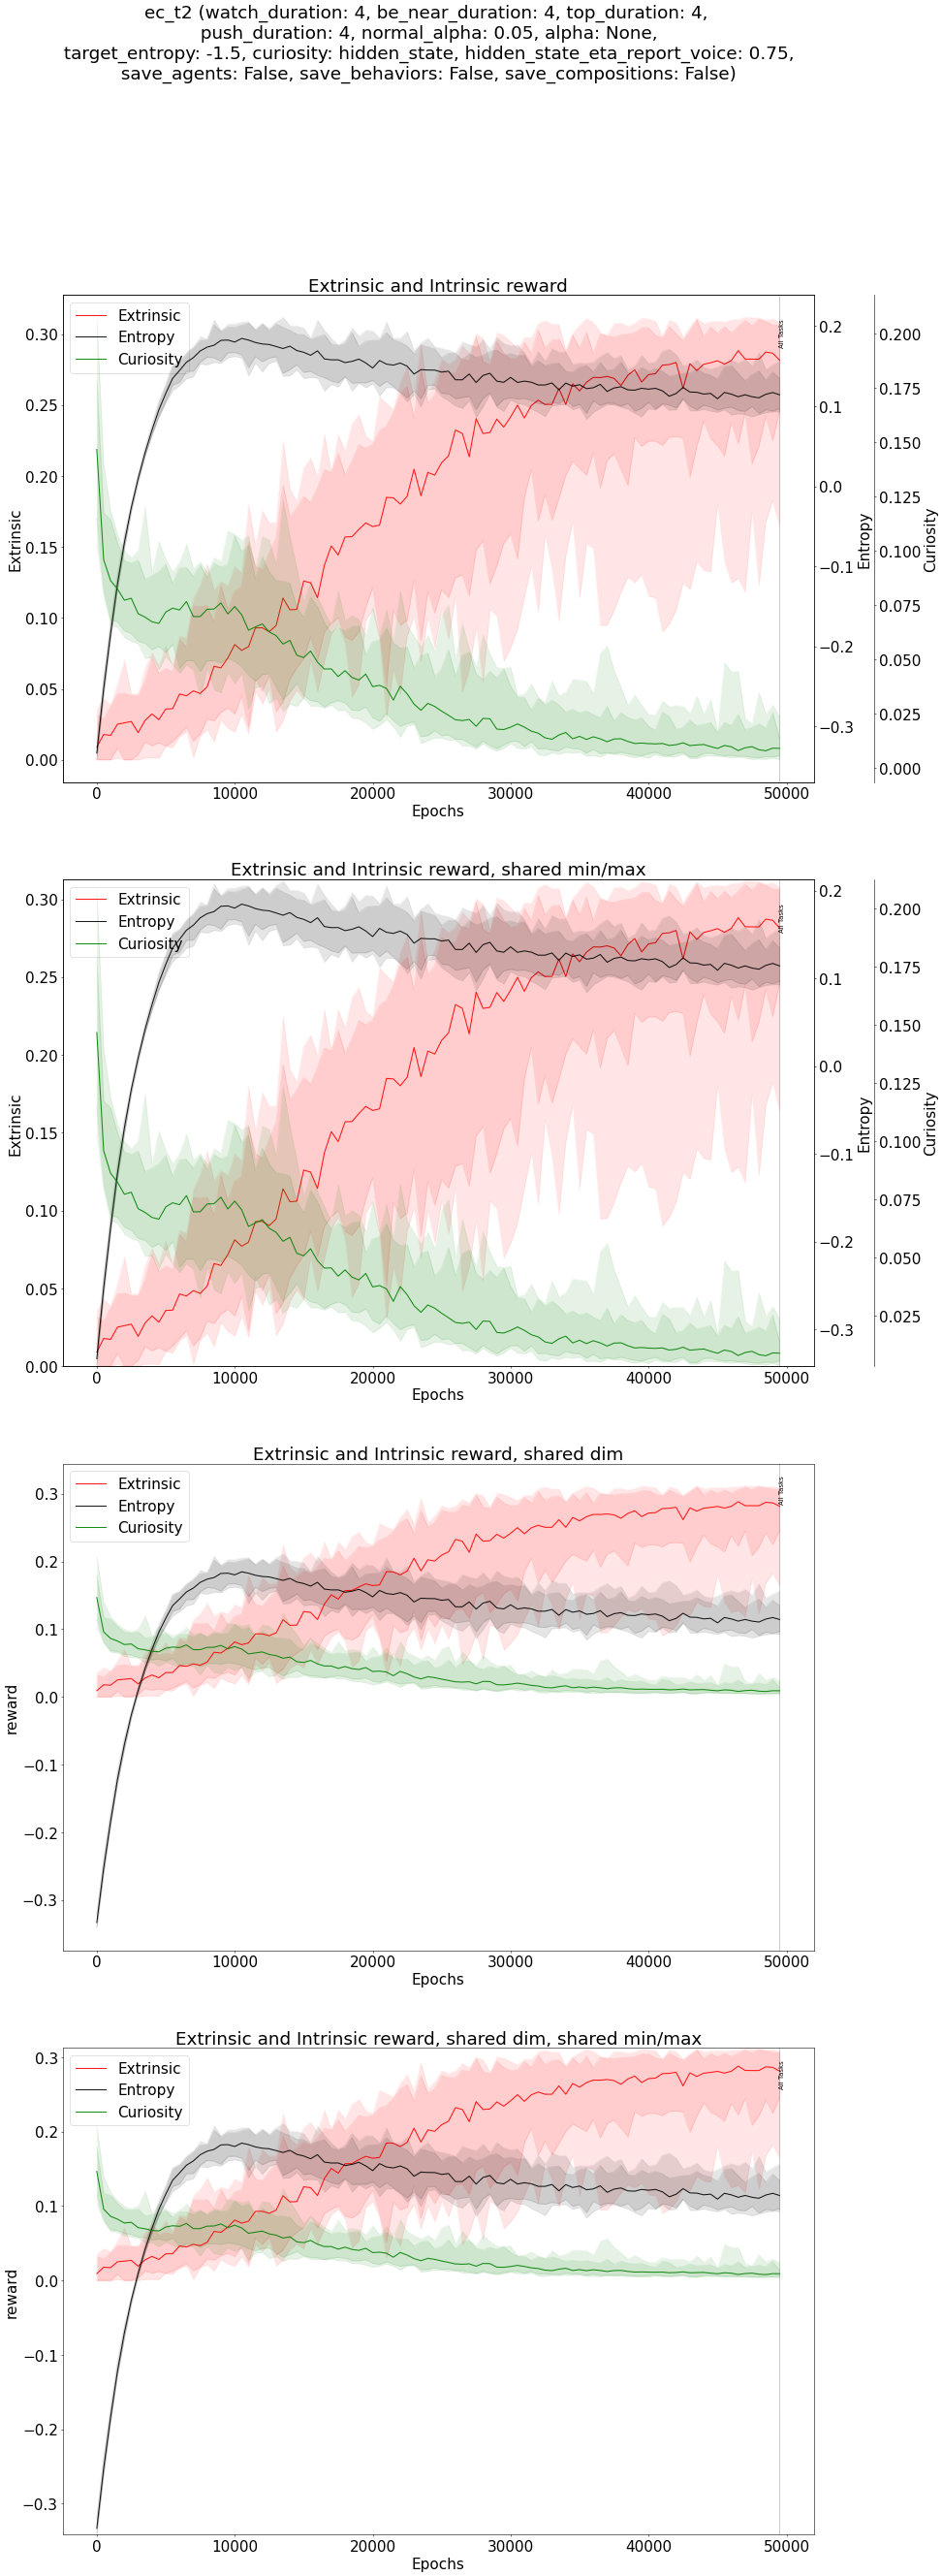 ec_t2 (watch_duration: 4, be_near_duration: 4, top_duration: 4,
push_duration: 4, normal_alpha: 0.05, alpha: None,
target_entropy: -1.5, curiosity: hidden_state, hidden_state_eta_report_voice: 0.75,
save_agents: False, save_behaviors: False, save_compositions: False)
Extrinsic and Intrinsic reward
Extrinsic
Entropy
Curiosity
All Tasks
0.30
0.25
0.20
0.15
0.10
0.05
0.00
Extrinsic
0.2
0.1
0.0
−0.1
−0.2
−0.3
Entropy
0.200
0.175
0.150
0.125
0.100
0.075
0.050
0.025
0.000
Curiosity
0 10000 20000 30000 40000 50000
Epochs
Extrinsic and Intrinsic reward, shared min/max
Extrinsic
Entropy
Curiosity
All Tasks
0.30
0.25
0.20
0.15
0.10
0.05
0.00
Extrinsic
0.2
0.1
0.0
−0.1
−0.2
−0.3
Entropy
0.200
0.175
0.150
0.125
0.100
0.075
0.050
0.025
Curiosity
0 10000 20000 30000 40000 50000
Epochs
Extrinsic and Intrinsic reward, shared dim
Extrinsic
Entropy
Curiosity
All Tasks
0.3
0.2
0.1
0.0
−0.1
−0.2
−0.3
reward
0 10000 20000 30000 40000 50000
Epochs
Extrinsic and Intrinsic reward, shared dim, shared min/max
Extrinsic
Entropy
Curiosity
All Tasks
0.3
0.2
0.1
0.0
−0.1
−0.2
−0.3
reward
0 10000 20000 30000 40000 50000
Epochs